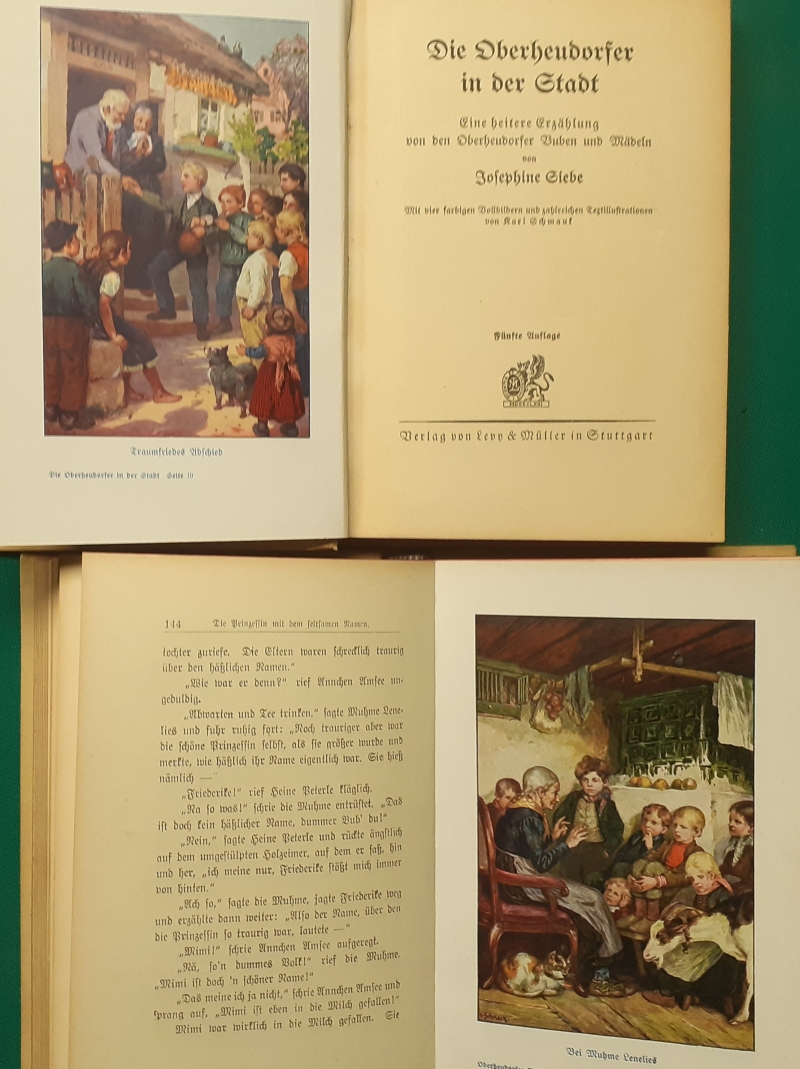 Traumfriedes Abschied
Die Oberheudorfer in der Stadt Seite 10
Die Oberheudorfer
in der Stadt
Eine heitere Erzählung
von den Oberheudorfer Buben und Mädeln
von
Josephine Siebe
Mit vier farbigen Vollbildern und zahlreichen Textillustrationen
von Karl Schmauk
Fünfte Auflage
Verlag von Levy & Müller in Stuttgart
144 Die Prinzessin mit dem seltsamen Namen.
tochter zuriefe. Die Eltern waren schrecklich traurig
über den häßlichen Namen.“
„Wie war er denn?“ rief Annchen Amsee un-
geduldig.
„Abwarten und Tee trinken,“ sagte Muhme Lene-
lies und fuhr ruhig fort: „Noch trauriger aber war
die schöne Prinzessin selbst, als sie größer wurde und
merkte, wie häßlich ihr Name eigentlich war. Sie hieß
nämlich —“
„Friederike!“ rief Heine Peterle kläglich.
„Na so was!“ schrie die Muhme entrüstet, „Das
ist doch kein häßlicher Name, dummer Bub' du!“
„Nein,“ sagte Heine Peterle und rückte ängstlich
auf dem umgestülpten Holzeimer, auf dem er saß, hin
und her, „ich meine nur, Friederike stößt mich immer
von hinten.“
„Ach so,“ sagte die Muhme, jagte Friederike weg
und erzählte dann weiter: „Also der Name, über den
die Prinzessin so traurig war, lautete —“
„Mimi!“ schrie Annchen Amsee aufgeregt.
„Nä, so'n dummes Volk!“ rief die Muhme.
„Mimi ist doch 'n schöner Name!“
„Das meine ich ja nicht,“ schrie Annchen Amsee und
sprang auf, „Mimi ist eben in die Milch gefallen!“
Mimi war wirklich in die Milch gefallen. Sie
Bei Muhme Lenelies